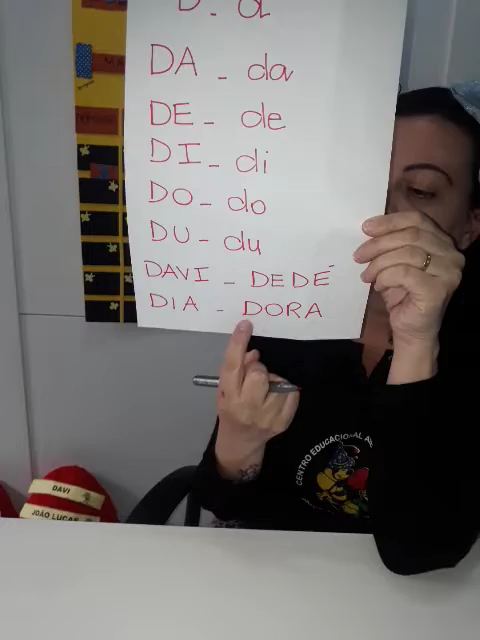 D - d
DA - da
DE - de
DI - di
DO - do
DU - du
DAVI - DEDÉ
DIA - DORA
CENTRO EDUCACIONAL
DAVI
JOÃO LUCAS